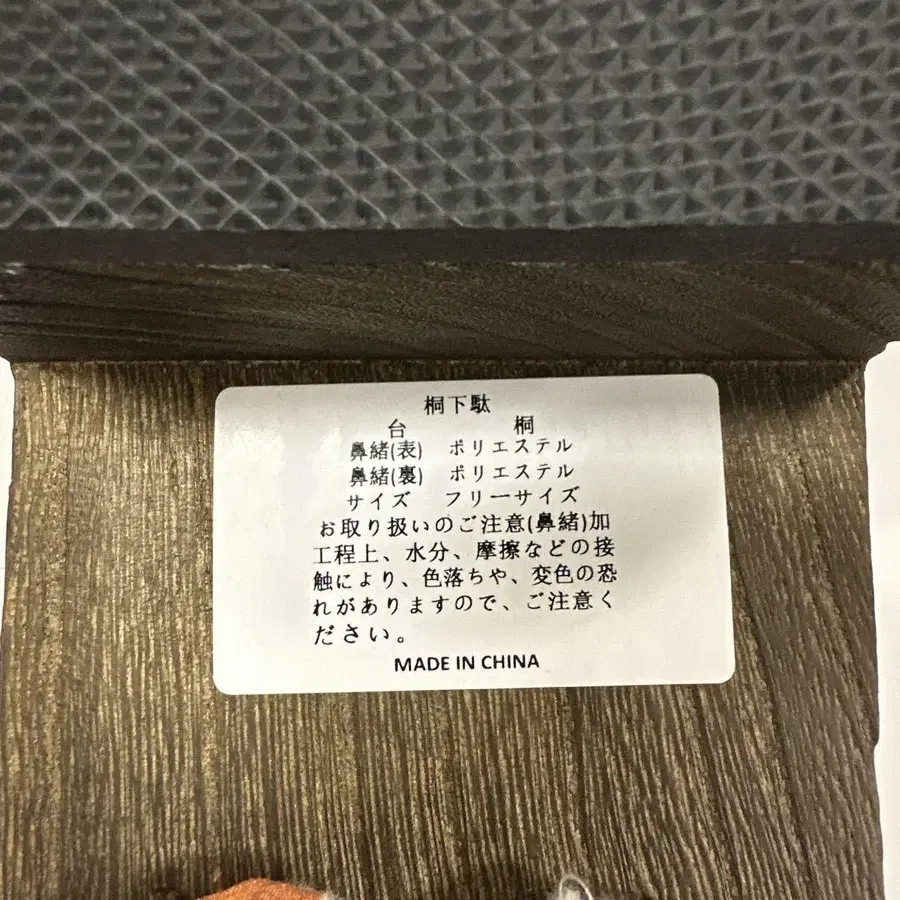 桐下駄
台 桐
鼻緒(表) ポリエステル
鼻緒(裏) ポリエステル
サイズ フリーサイズ
お取り扱いのご注意(鼻緒)加
工程上、水分、摩擦などの接
触により、色落ちや、変色の恐
れがありますので、ご注意く
ださい。
MADE IN CHINA